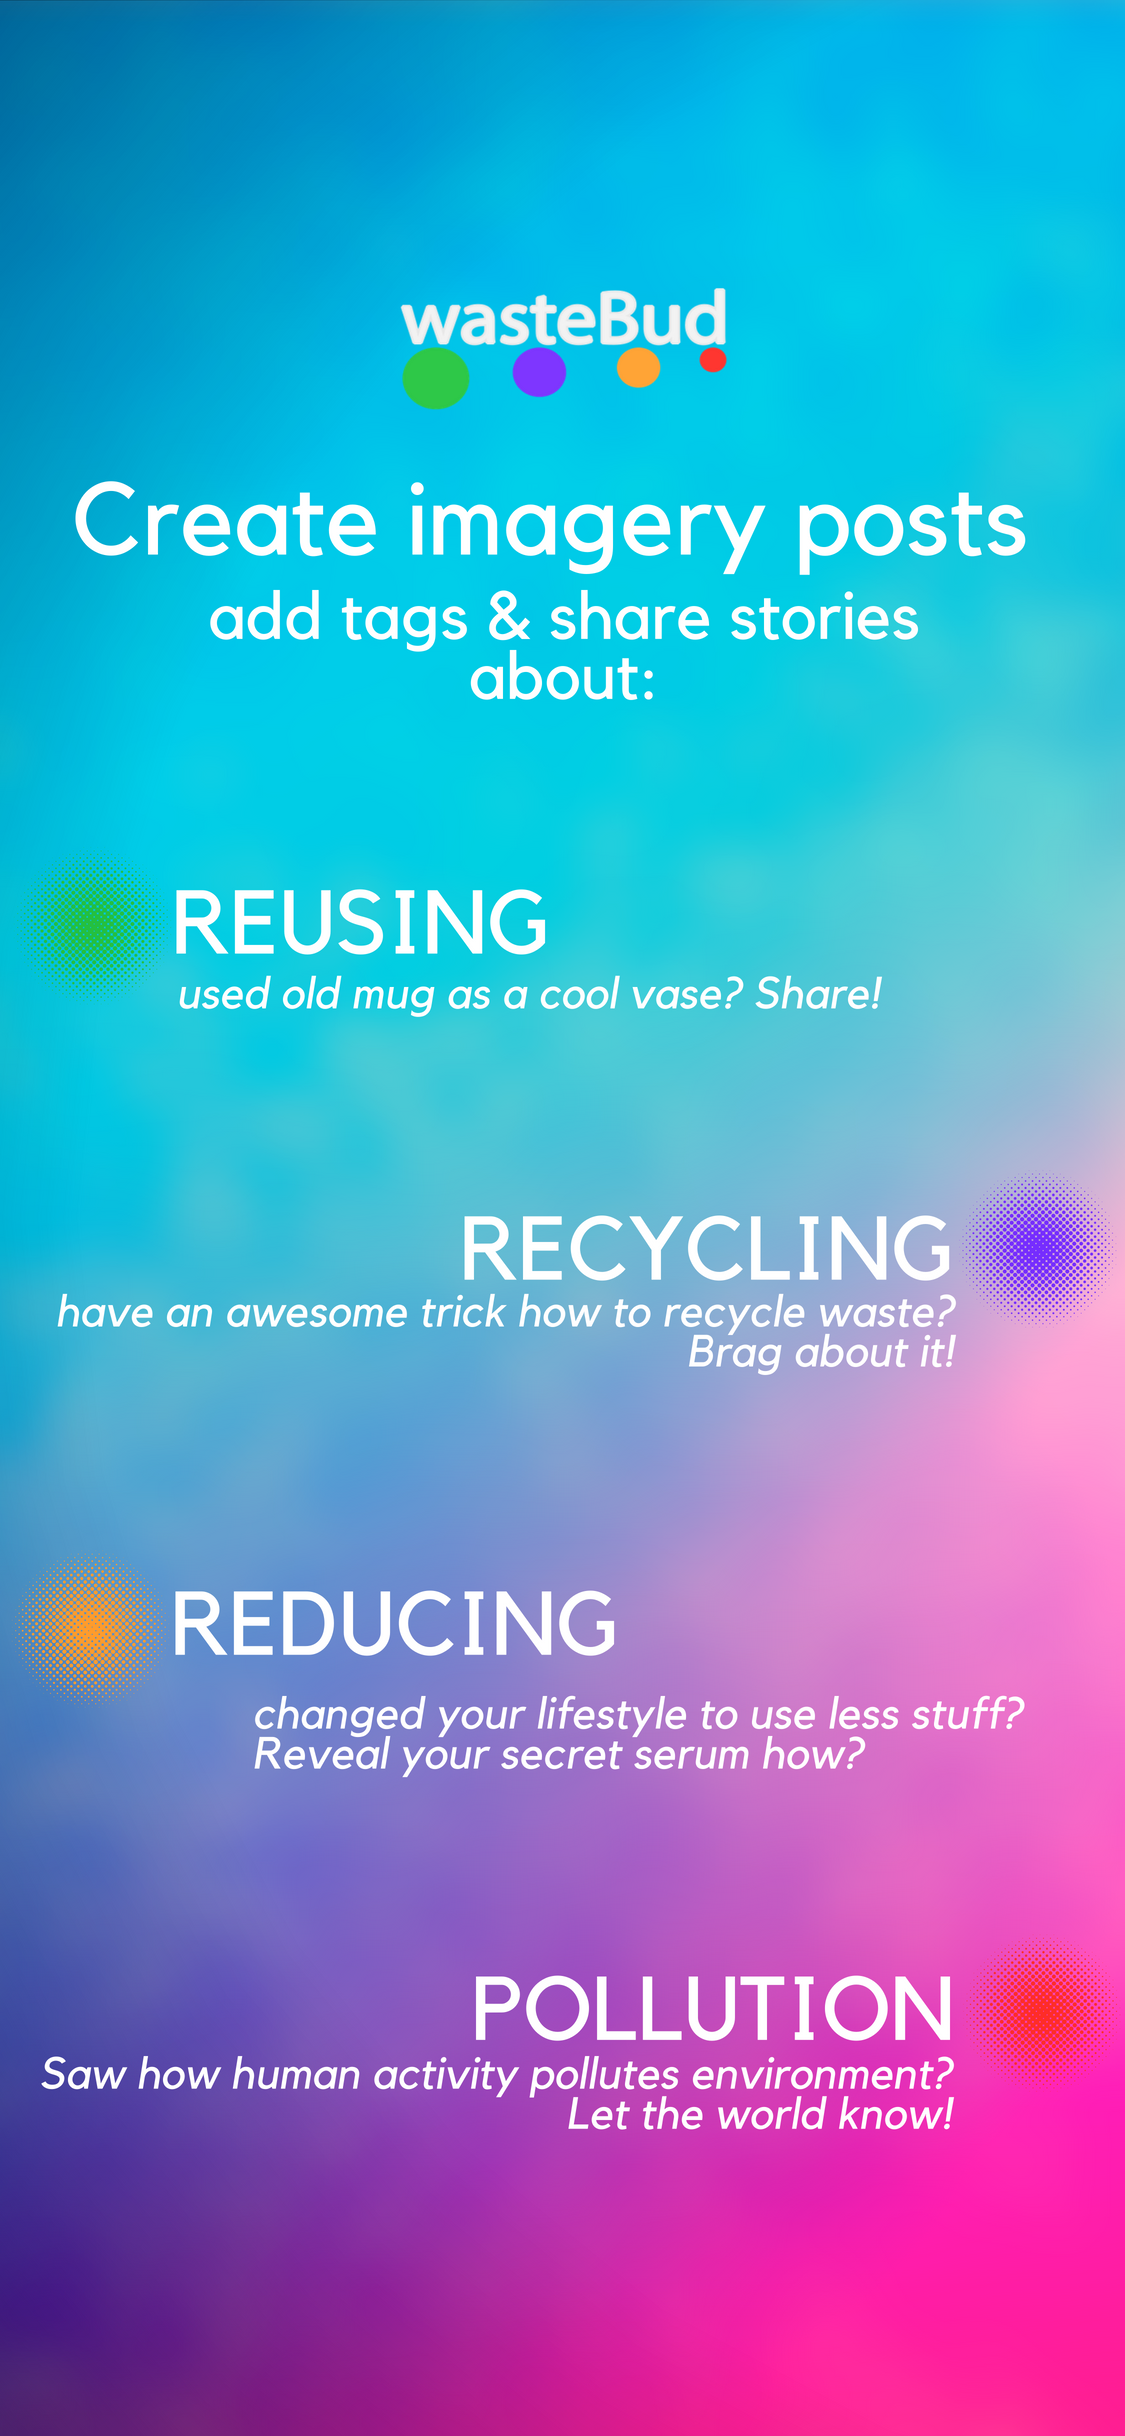 wasteBud
Create imagery posts
add tags & share stories
about:
REUSING
used old mug as a cool vase? Share!
RECYCLING
have an awesome trick how to recycle waste?
Brag about it!
REDUCING
changed your lifestyle to use less stuff?
Reveal your secret serum how?
POLLUTION
Saw how human activity pollutes environment?
Let the world know!